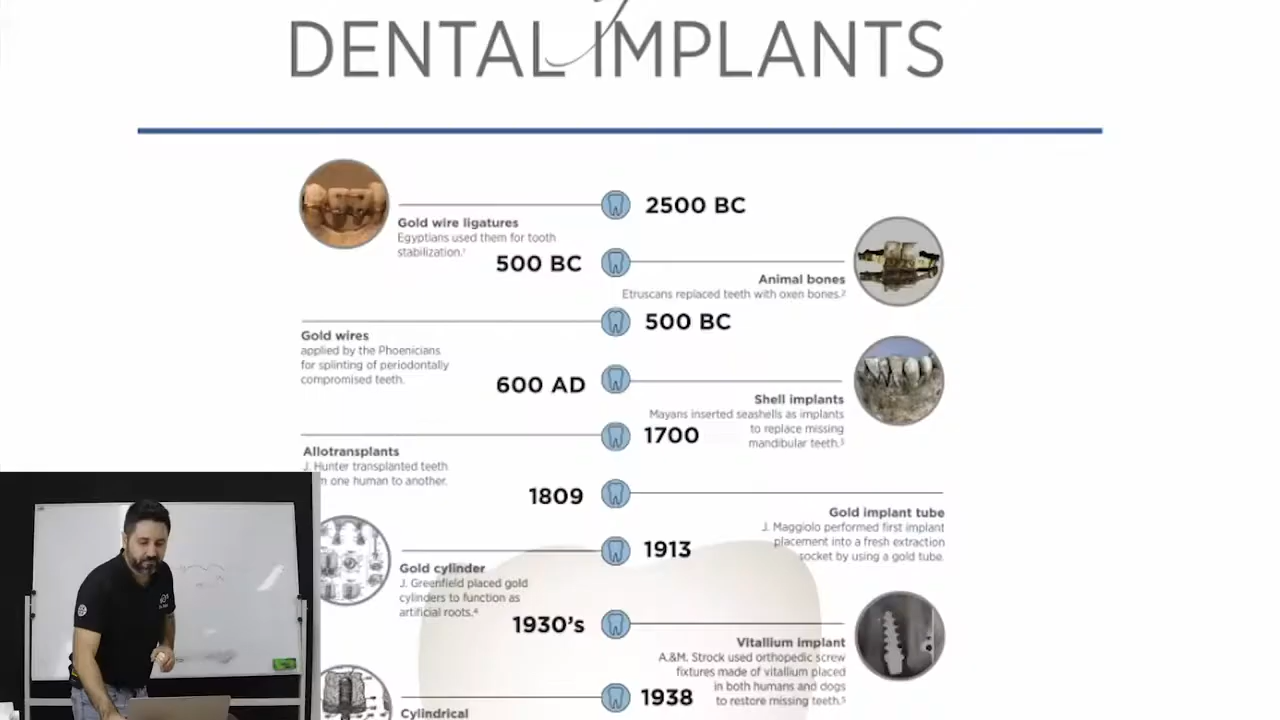 DENTAL IMPLANTS
2500 BC
Gold wire ligatures
Egyptians used them for tooth
stabilization.¹
500 BC
Animal bones
Etruscans replaced teeth with oxen bones.²
500 BC
Gold wires
applied by the Phoenicians
for splinting of periodontally
compromised teeth.
600 AD
Shell implants
Mayans inserted seashells as implants
to replace missing
mandibular teeth.³
1700
Allotransplants
J. Hunter transplanted teeth
one human to another.
1809
Gold implant tube
J. Maggiolo performed first implant
placement into a fresh extraction
socket by using a gold tube.
1913
Gold cylinder
J. Greenfield placed gold
cylinders to function as
artificial roots.⁴
1930's
Vitallium implant
A.&M. Strock used orthopedic screw
fixtures made of vitallium placed
in both humans and dogs
to restore missing teeth.⁵
1938
Cylindrical